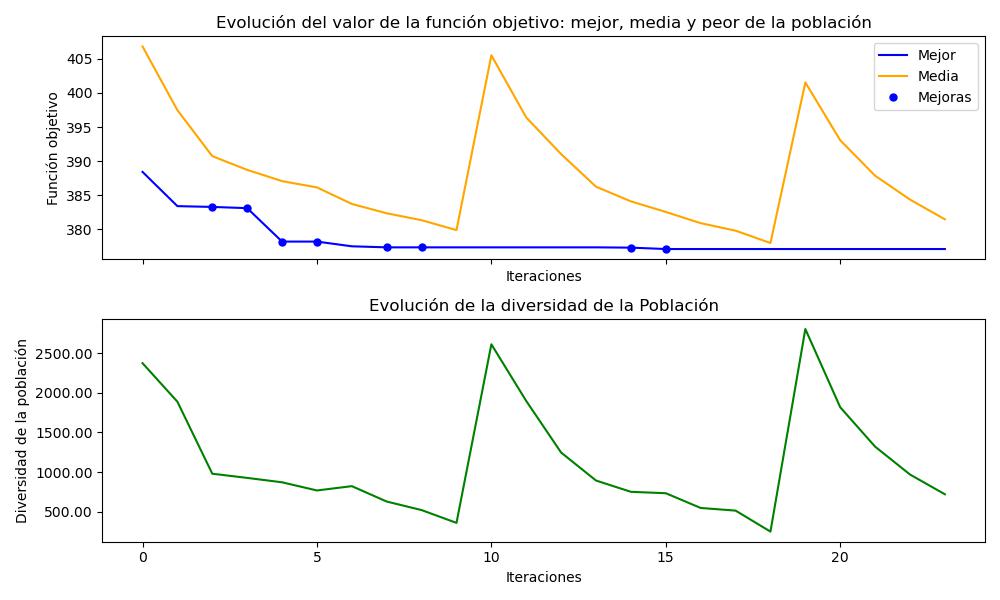 Evolución del valor de la función objetivo: mejor, media y peor de la población
Función objetivo
405
400
395
390
385
380
Mejor
Media
Mejoras
Iteraciones
Evolución de la diversidad de la Población
Diversidad de la población
2500.00
2000.00
1500.00
1000.00
500.00
0
5
10
15
20
Iteraciones